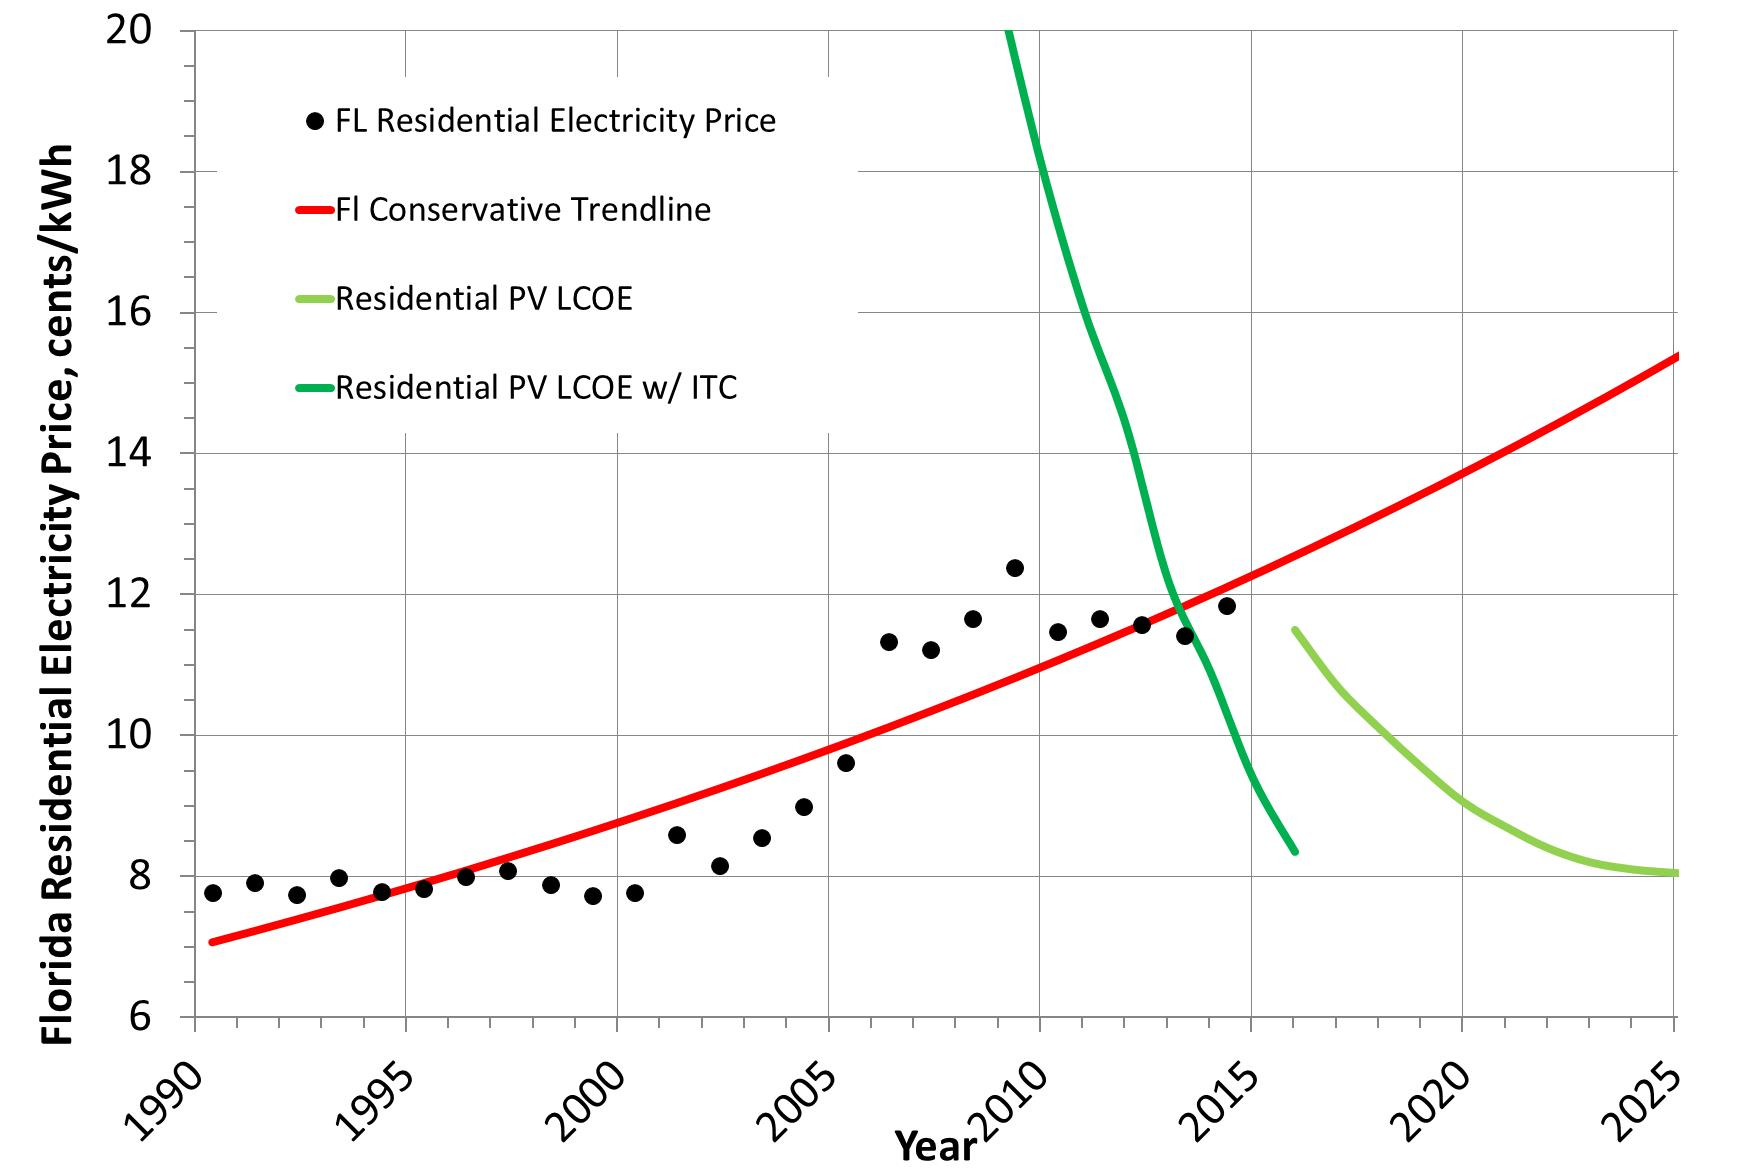 Florida Residential Electricity Price, cents/kWh
20
18
16
14
12
10
8
6
FL Residential Electricity Price
Fl Conservative Trendline
Residential PV LCOE
Residential PV LCOE w/ ITC
1990
1995
2000
2005
2010
2015
2020
2025
Year